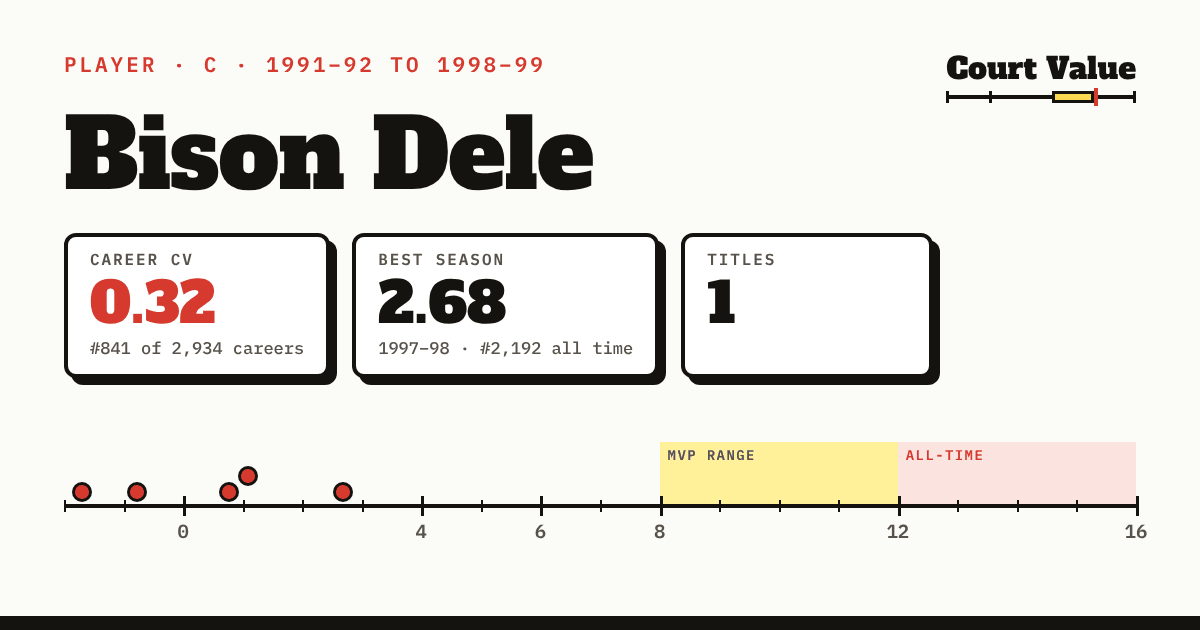 PLAYER · C · 1991–92 TO 1998–99
Court Value
Bison Dele
CAREER CV
0.32
#841 of 2,934 careers
BEST SEASON
2.68
1997–98 · #2,192 all time
TITLES
1
MVP RANGE
ALL-TIME
0 4 6 8 12 16